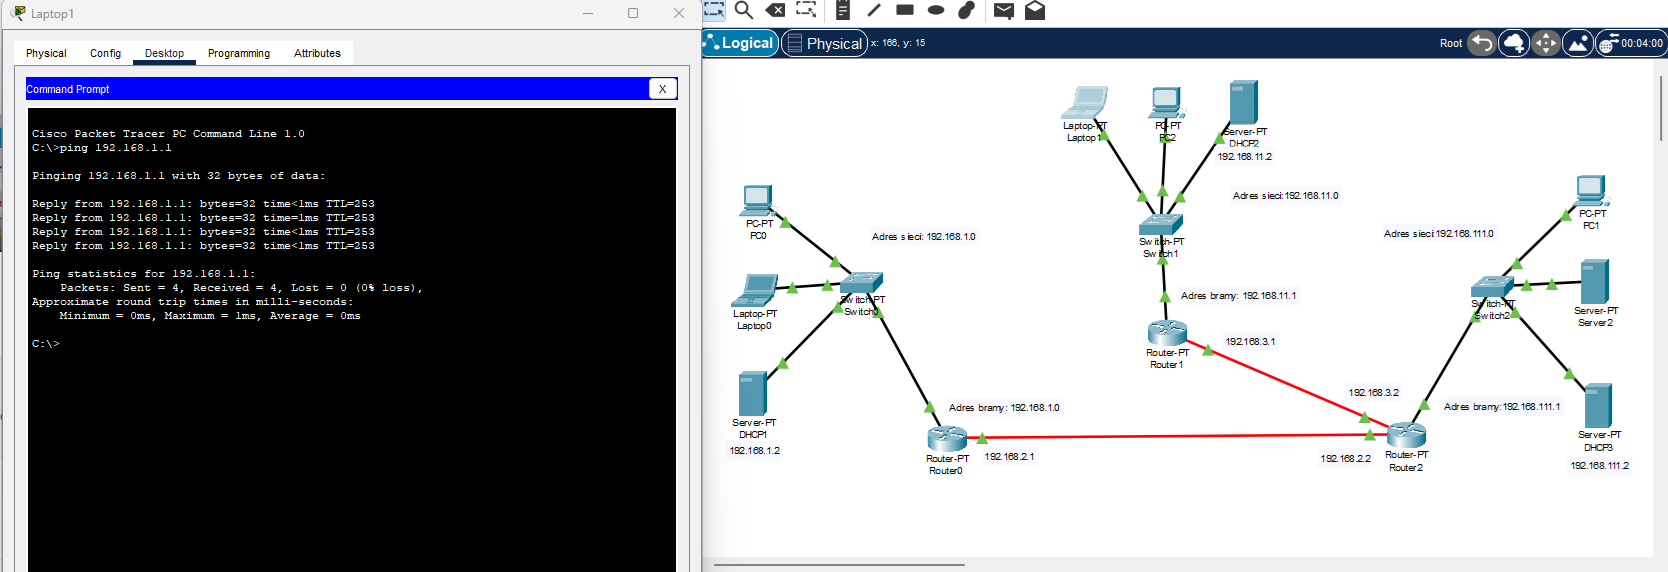 Laptop1
Physical Config Desktop Programming Attributes
Command Prompt
X
Cisco Packet Tracer PC Command Line 1.0
C:\>ping 192.168.1.1
Pinging 192.168.1.1 with 32 bytes of data:
Reply from 192.168.1.1: bytes=32 time<1ms TTL=253
Reply from 192.168.1.1: bytes=32 time=1ms TTL=253
Reply from 192.168.1.1: bytes=32 time<1ms TTL=253
Reply from 192.168.1.1: bytes=32 time<1ms TTL=253
Ping statistics for 192.168.1.1:
Packets: Sent = 4, Received = 4, Lost = 0 (0% loss),
Approximate round trip times in milli-seconds:
Minimum = 0ms, Maximum = 1ms, Average = 0ms
C:\>
Logical Physical x: 166, y: 15
Root 00:04:00
Laptop-PT
Laptop1
PC-PT
PC2
Server-PT
DHCP2
192.168.11.2
Adres sieci:192.168.11.0
Switch-PT
Switch1
Adres bramy: 192.168.11.1
Router-PT
Router1
192.168.3.1
PC-PT
PC0
Adres sieci: 192.168.1.0
Laptop-PT
Laptop0
Switch-PT
Switch0
Server-PT
DHCP1
192.168.1.2
Adres bramy: 192.168.1.0
Router-PT
Router0
192.168.2.1
PC-PT
PC1
Adres sieci:192.168.111.0
Switch-PT
Switch2
Server-PT
Server2
192.168.3.2
Adres bramy:192.168.111.1
192.168.2.2
Router-PT
Router2
Server-PT
DHCP3
192.168.111.2